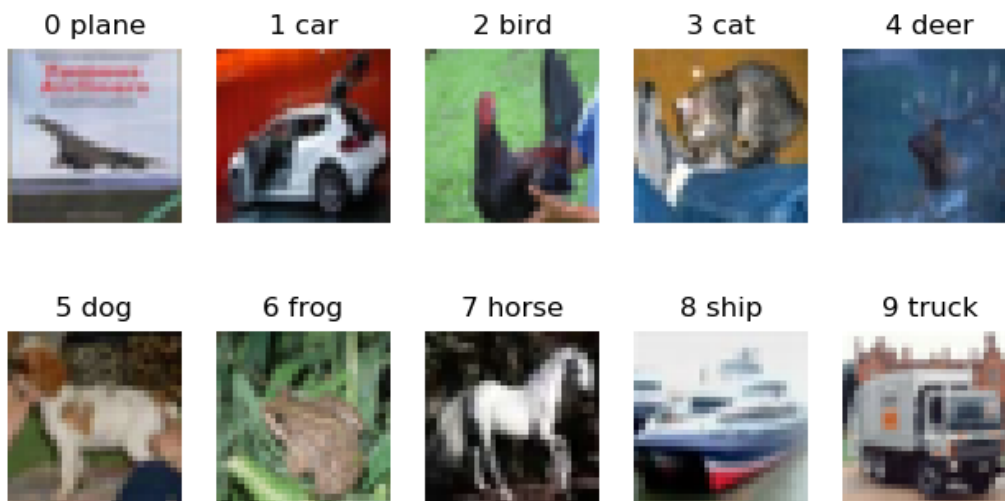 0 plane
1 car
2 bird
3 cat
4 deer
5 dog
6 frog
7 horse
8 ship
9 truck